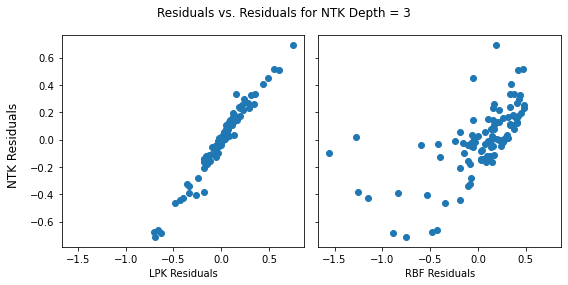 Residuals vs. Residuals for NTK Depth = 3
NTK Residuals
0.6
0.4
0.2
0.0
−0.2
−0.4
−0.6
−1.5 −1.0 −0.5 0.0 0.5
LPK Residuals
−1.5 −1.0 −0.5 0.0 0.5
RBF Residuals